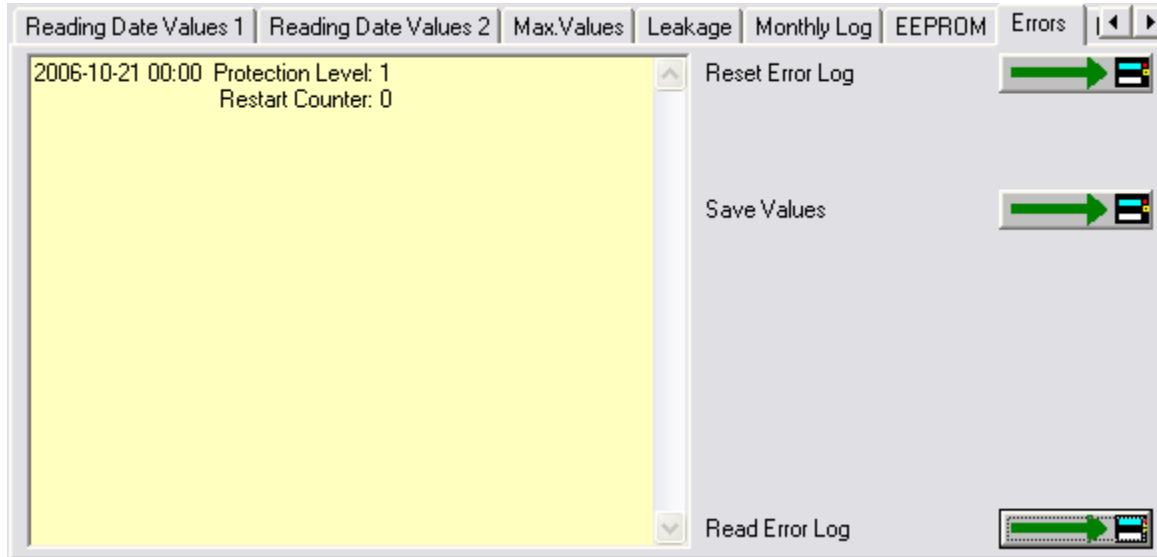 Reading Date Values 1 Reading Date Values 2 Max.Values Leakage Monthly Log EEPROM Errors
2006-10-21 00:00 Protection Level: 1
Restart Counter: 0
Reset Error Log
Save Values
Read Error Log